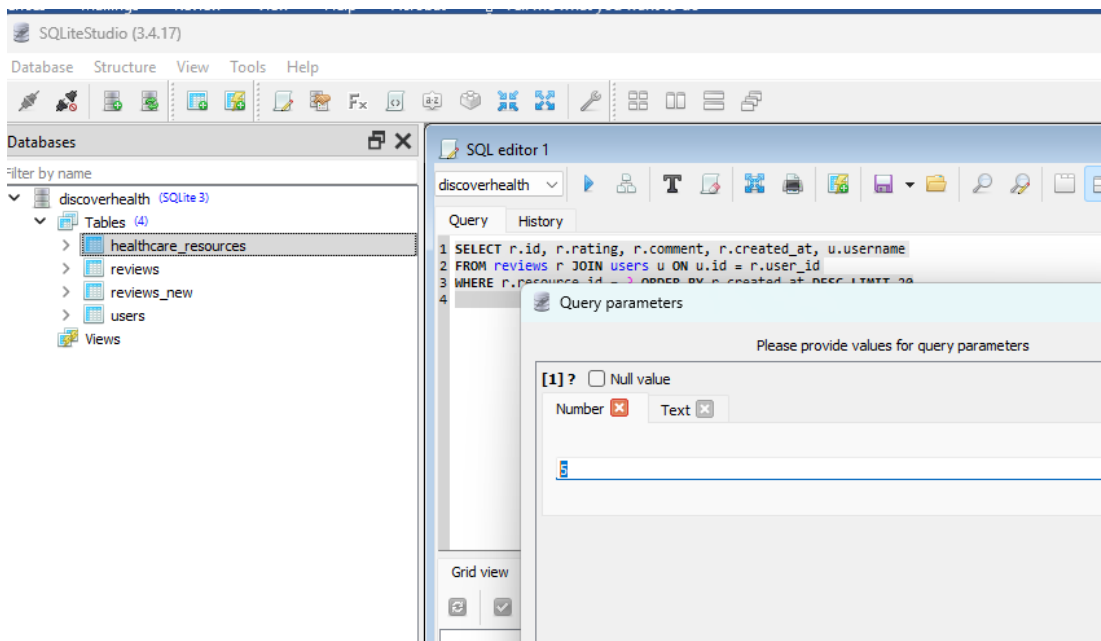 SQLiteStudio (3.4.17)
Database Structure View Tools Help
Databases
Filter by name
discoverhealth (SQLite 3)
Tables (4)
healthcare_resources
reviews
reviews_new
users
Views
SQL editor 1
discoverhealth
Query History
1 SELECT r.id, r.rating, r.comment, r.created_at, u.username
2 FROM reviews r JOIN users u ON u.id = r.user_id
3 WHERE r.resource_id = ? ORDER BY r.created_at DESC LIMIT 20
4
Query parameters
Please provide values for query parameters
[1] ? Null value
Number Text
5
Grid view